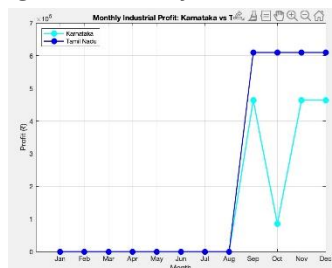 Monthly Industrial Profit: Karnataka vs T
×10⁶
7
Karnataka
Tamil Nadu
6
5
4
3
2
1
0
Profit (₹)
Jan Feb Mar Apr May Jun Jul Aug Sep Oct Nov Dec
Month